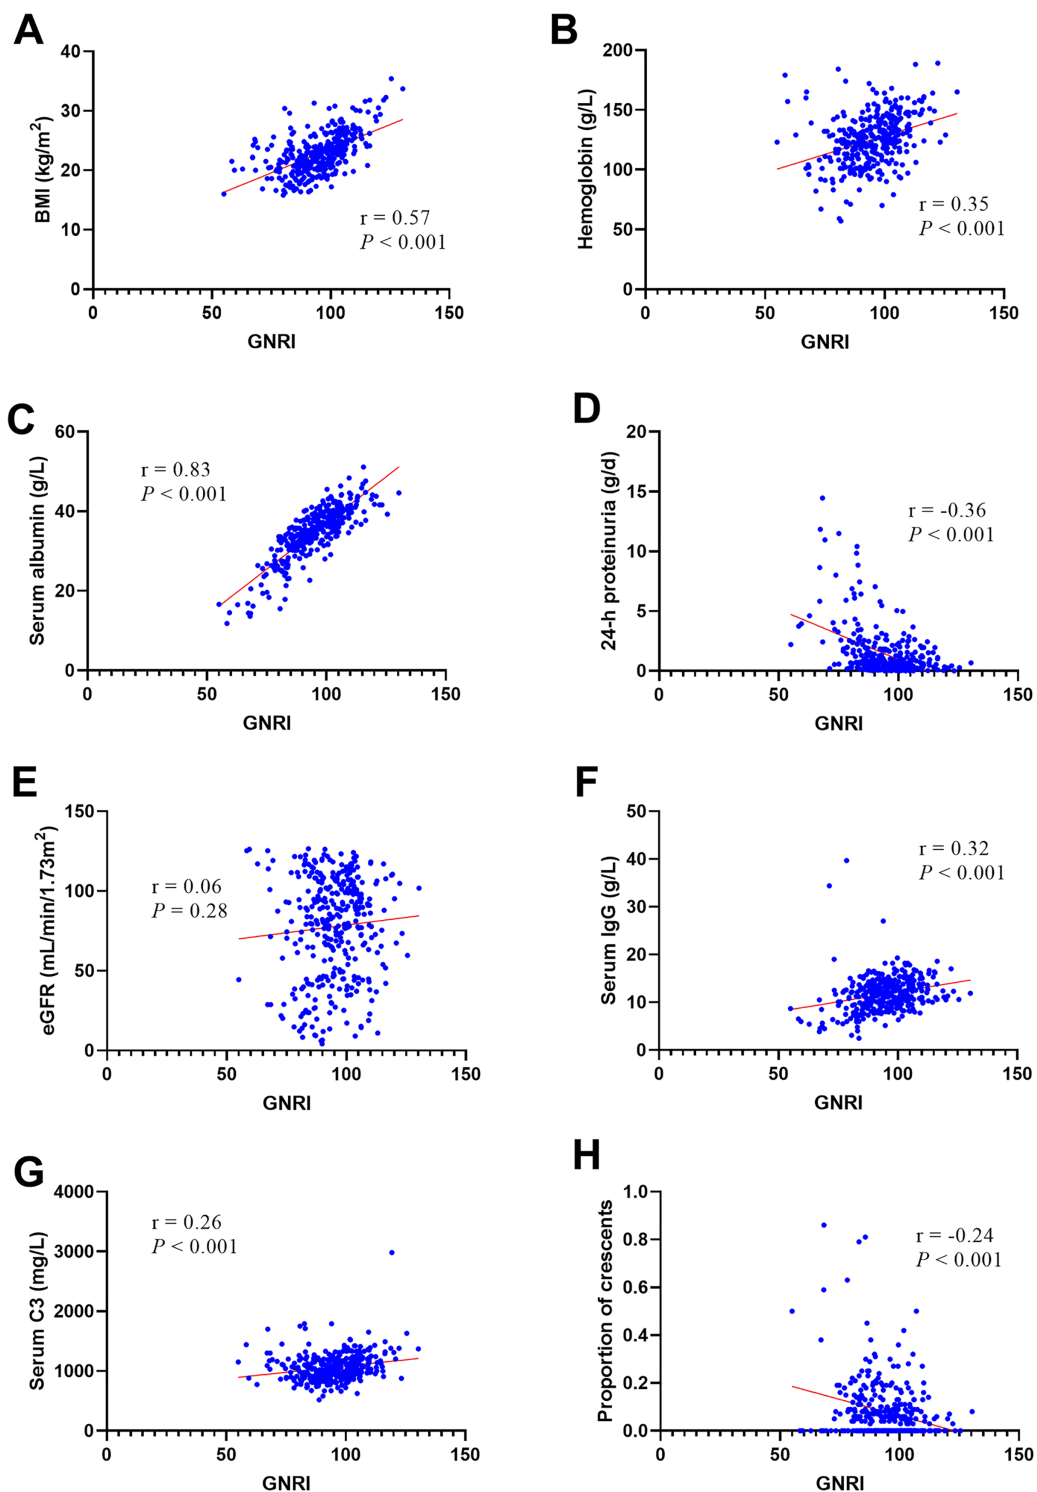 A
BMI (kg/m2)
40
30
20
10
0
r = 0.57
P < 0.001
0 50 100 150
GNRI
B
Hemoglobin (g/L)
200
150
100
50
0
r = 0.35
P < 0.001
0 50 100 150
GNRI
C
Serum albumin (g/L)
60
40
20
0
r = 0.83
P < 0.001
0 50 100 150
GNRI
D
24-h proteinuria (g/d)
20
15
10
5
0
r = -0.36
P < 0.001
0 50 100 150
GNRI
E
eGFR (mL/min/1.73m2)
150
100
50
0
r = 0.06
P = 0.28
0 50 100 150
GNRI
F
Serum IgG (g/L)
50
40
30
20
10
0
r = 0.32
P < 0.001
0 50 100 150
GNRI
G
Serum C3 (mg/L)
4000
3000
2000
1000
0
r = 0.26
P < 0.001
0 50 100 150
GNRI
H
Proportion of crescents
1.0
0.8
0.6
0.4
0.2
0.0
r = -0.24
P < 0.001
0 50 100 150
GNRI